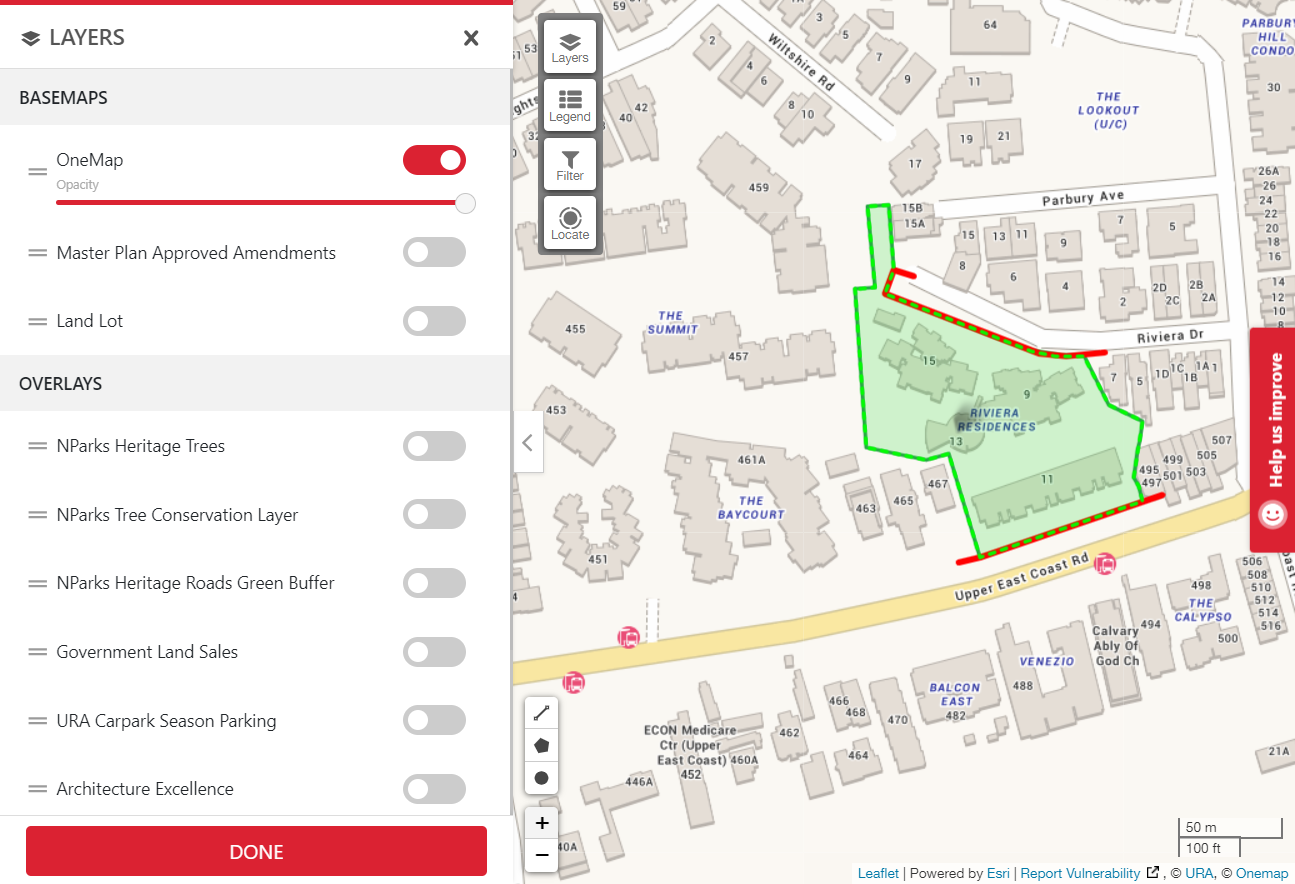 LAYERS
BASEMAPS
OneMap
Opacity
Master Plan Approved Amendments
Land Lot
OVERLAYS
NParks Heritage Trees
NParks Tree Conservation Layer
NParks Heritage Roads Green Buffer
Government Land Sales
URA Carpark Season Parking
Architecture Excellence
DONE
Layers
Legend
Filter
Locate
59
53
51
ghts
32
42
40
2
4
6
8
10
3
5
7
9
Wiltshire Rd
64
11
THE
LOOKOUT
(U/C)
PARBURY
HILL
CONDO
30
19
21
17
459
15B
15A
Parbury Ave
26A
26
24
22
20
18
16
14
12
10
8
15
13
11
9
7
5
8
6
4
2
2D
2C
2B
2A
Riviera Dr
455
THE
SUMMIT
457
453
15
9
RIVIERA
RESIDENCES
13
11
7
5
1D
1C
1B
1A
1
507
505
503
499
501
495
497
461A
THE
BAYCOURT
463
465
467
451
4
Upper East Coast Rd
506
508
510
512
514
516
498
THE
CALYPSO
500
494
Calvary
Ably Of
God Ch
VENEZIO
488
BALCON
EAST
482
466
468
470
464
462
ECON Medicare
Ctr (Upper
East Coast)
460A
452
446A
40A
21A
Help us improve
+
−
50 m
100 ft
Leaflet | Powered by Esri | Report Vulnerability , © URA, © Onemap